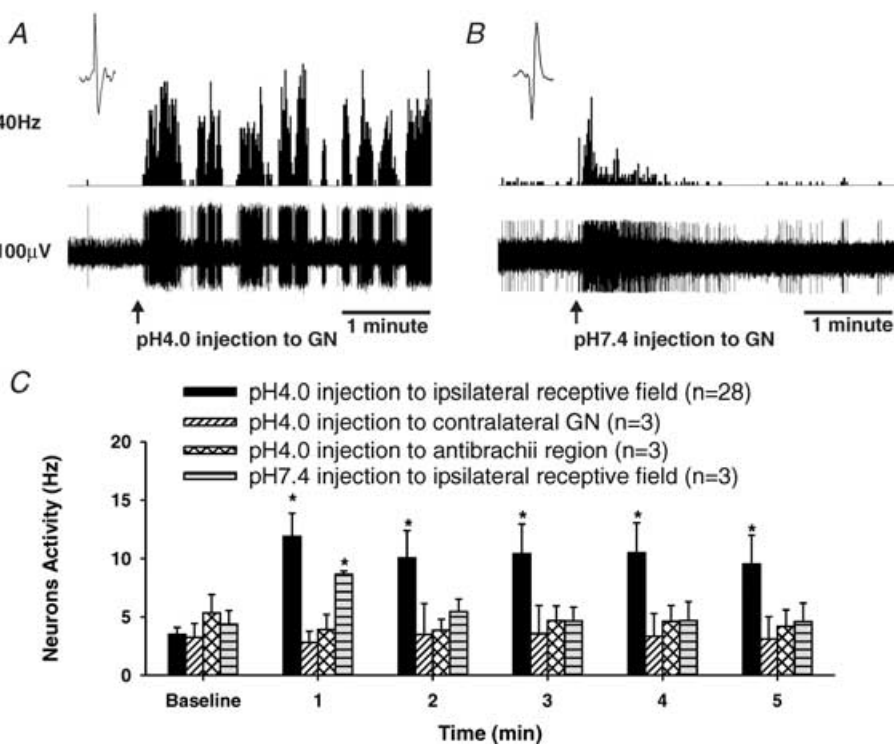 A
B
40Hz
100µV
1 minute
pH4.0 injection to GN
1 minute
pH7.4 injection to GN
C
pH4.0 injection to ipsilateral receptive field (n=28)
pH4.0 injection to contralateral GN (n=3)
pH4.0 injection to antibrachii region (n=3)
pH7.4 injection to ipsilateral receptive field (n=3)
Neurons Activity (Hz)
20
15
10
5
0
* * * * * *
Baseline 1 2 3 4 5
Time (min)